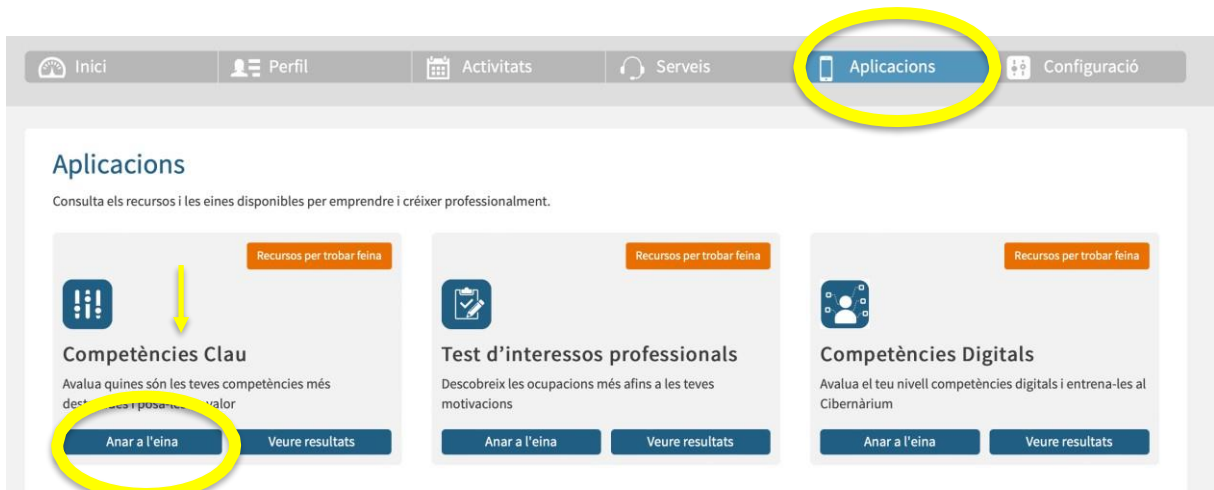 Inici
Perfil
Activitats
Serveis
Aplicacions
Configuració
Aplicacions
Consulta els recursos i les eines disponibles per emprendre i créixer professionalment.
Recursos per trobar feina
Competències Clau
Avalua quines són les teves competències més
i valor
Anar a l'eina
Veure resultats
Recursos per trobar feina
Test d'interessos professionals
Descobreix les ocupacions més afins a les teves
motivacions
Anar a l'eina
Veure resultats
Recursos per trobar feina
Competències Digitals
Avalua el teu nivell competències digitals i entrena-les al
Cibernàrium
Anar a l'eina
Veure resultats